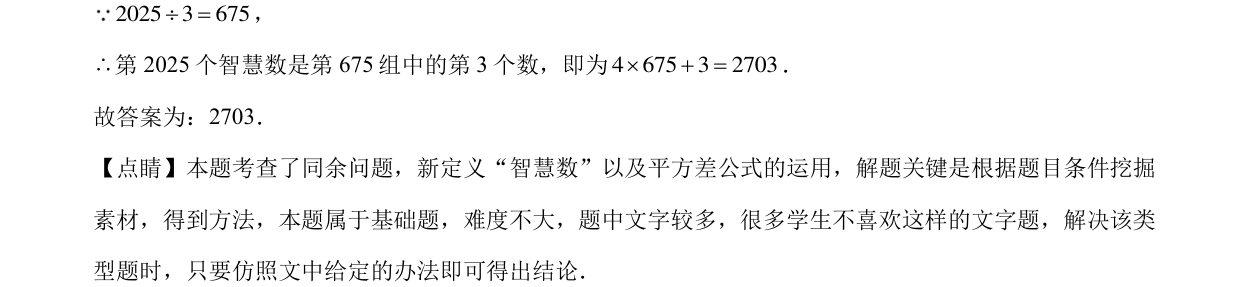 ∵2025÷3=675，
∴第 2025 个智慧数是第 675 组中的第 3 个数，即为 4×675+3=2703．
故答案为：2703．
【点睛】本题考查了同余问题，新定义“智慧数”以及平方差公式的运用，解题关键是根据题目条件挖掘
素材，得到方法，本题属于基础题，难度不大，题中文字较多，很多学生不喜欢这样的文字题，解决该类
型题时，只要仿照文中给定的办法即可得出结论．